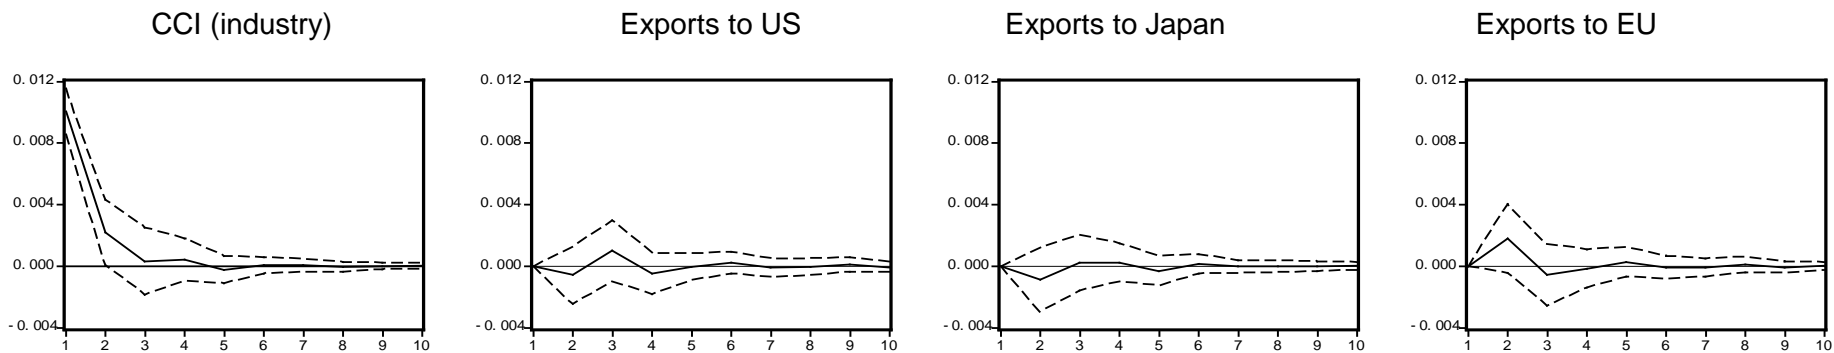 CCI (industry) Exports to US Exports to Japan Exports to EU
0. 012 0. 012 0. 012 0. 012
0. 008 0. 008 0. 008 0. 008
0. 004 0. 004 0. 004 0. 004
0. 000 0. 000 0. 000 0. 000
- 0. 004 - 0. 004 - 0. 004 - 0. 004
1 2 3 4 5 6 7 8 9 10 1 2 3 4 5 6 7 8 9 10 1 2 3 4 5 6 7 8 9 10 1 2 3 4 5 6 7 8 9 10